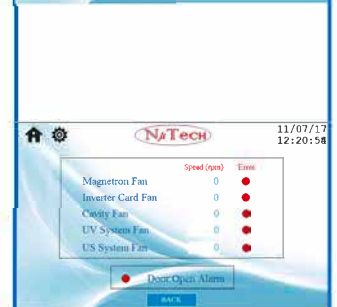 11/07/17
NATECH
12:20:54
Speed (rpm) Error
Magnetron Fan 0
Inverter Card Fan 0
Cavity Fan 0
UV System Fan 0
US System Fan 0
Door Open Alarm
BACK